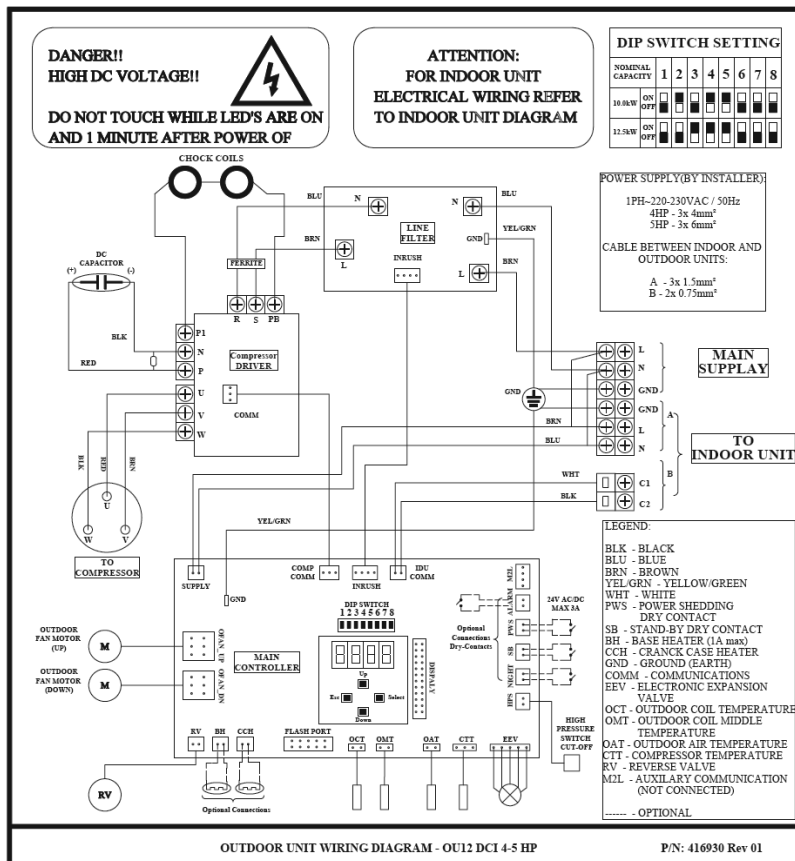 DANGER!!
HIGH DC VOLTAGE!!
DO NOT TOUCH WHILE LED'S ARE ON
AND 1 MINUTE AFTER POWER OF
ATTENTION:
FOR INDOOR UNIT
ELECTRICAL WIRING REFER
TO INDOOR UNIT DIAGRAM
DIP SWITCH SETTING
NOMINAL
CAPACITY
1 2 3 4 5 6 7 8
10.0kW ON
OFF
12.5kW ON
OFF
CHOCK COILS
POWER SUPPLY(BY INSTALLER):
1PH~220-230VAC / 50Hz
4HP - 3x 4mm²
5HP - 3x 6mm²
CABLE BETWEEN INDOOR AND
OUTDOOR UNITS:
A - 3x 1.5mm²
B - 2x 0.75mm²
BLU
N
N
BLU
YEL/GRN
LINE
FILTER
GND
BRN
L
INRUSH
L
BRN
FERRITE
DC
CAPACITOR
(+)
(-)
BLK
RED
R S PB
P1
N
P
U
V
W
Compressor
DRIVER
COMM
BLK
RED
BRN
U
W
V
TO
COMPRESSOR
L
N
GND
GND
L
N
MAIN
SUPPLAY
GND
BRN
BLU
A
TO
INDOOR UNIT
B
WHT
BLK
C1
C2
YEL/GRN
SUPPLY
GND
COMP
COMM
INRUSH
IDU
COMM
M2L
ALARM
PWS
SB
NIGHT
HPS
24V AC/DC
MAX 3A
Optional
Connections
Dry-Contacts
DIP SWITCH
1 2 3 4 5 6 7 8
8.8.8.
Up
Esc
Select
Down
DISPALY
OUTDOOR
FAN MOTOR
(UP)
M
OFAN UP
MAIN
CONTROLLER
OUTDOOR
FAN MOTOR
(DOWN)
M
OFAN DN
RV
BH
CCH
FLASH PORT
OCT
OMT
OAT
CTT
EEV
HIGH
PRESSURE
SWITCH
CUT-OFF
RV
Optional Connections
LEGEND:
BLK - BLACK
BLU - BLUE
BRN - BROWN
YEL/GRN - YELLOW/GREEN
WHT - WHITE
PWS - POWER SHEDDING
DRY CONTACT
SB - STAND-BY DRY CONTACT
BH - BASE HEATER (1A max)
CCH - CRANCK CASE HEATER
GND - GROUND (EARTH)
COMM - COMMUNICATIONS
EEV - ELECTRONIC EXPANSION
VALVE
OCT - OUTDOOR COIL TEMPERATURE
OMT - OUTDOOR COIL MIDDLE
TEMPERATURE
OAT - OUTDOOR AIR TEMPERATURE
CTT - COMPRESSOR TEMPERATURE
RV - REVERSE VALVE
M2L - AUXILARY COMMUNICATION
(NOT CONNECTED)
------ - OPTIONAL
OUTDOOR UNIT WIRING DIAGRAM - OU12 DCI 4-5 HP
P/N: 416930 Rev 01